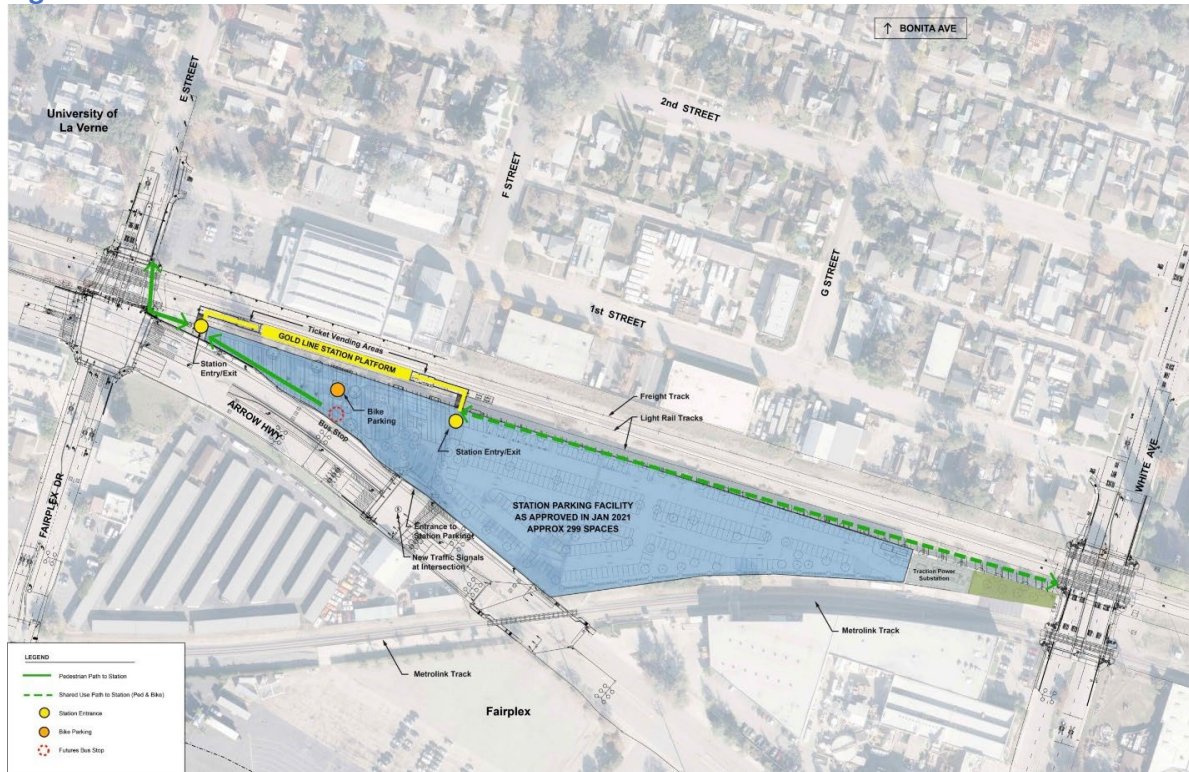 ↑ BONITA AVE
University of
La Verne
E STREET
2nd STREET
F STREET
G STREET
1st STREET
WHITE AVE
Ticket Vending Areas
GOLD LINE STATION PLATFORM
Station
Entry/Exit
Bike
Parking
Bus Stop
ARROW HWY
FAIRPLEX DR
Freight Track
Light Rail Tracks
Station Entry/Exit
STATION PARKING FACILITY
AS APPROVED IN JAN 2021
APPROX 299 SPACES
Entrance to
Station Parking
New Traffic Signals
at Intersection
Traction Power
Substation
Metrolink Track
Metrolink Track
Fairplex
LEGEND
Pedestrian Path to Station
Shared Use Path to Station (Ped & Bike)
Station Entrance
Bike Parking
Futures Bus Stop